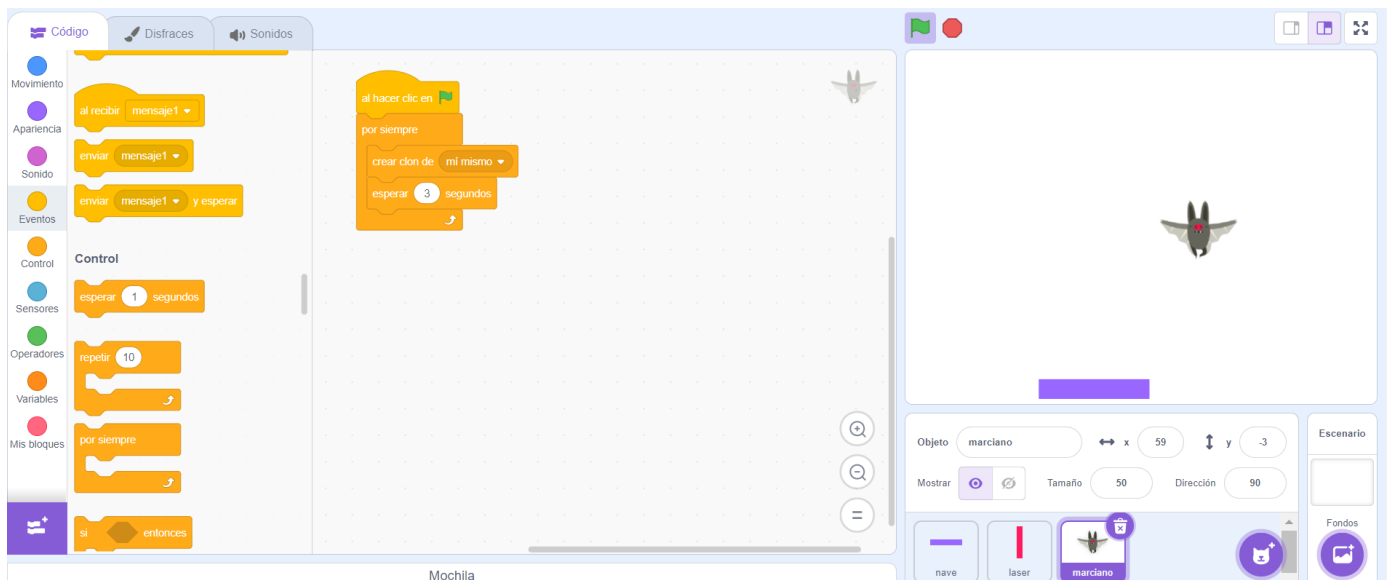 Código
Disfraces
Sonidos
Movimiento
Apariencia
Sonido
Eventos
Control
Sensores
Operadores
Variables
Mis bloques
al recibir mensaje1
enviar mensaje1
enviar mensaje1 y esperar
Control
esperar 1 segundos
repetir 10
por siempre
si entonces
al hacer clic en
por siempre
crear clon de mí mismo
esperar 3 segundos
Mochila
Objeto marciano x 59 y -3
Mostrar Tamaño 50 Dirección 90
nave
laser
marciano
Escenario
Fondos